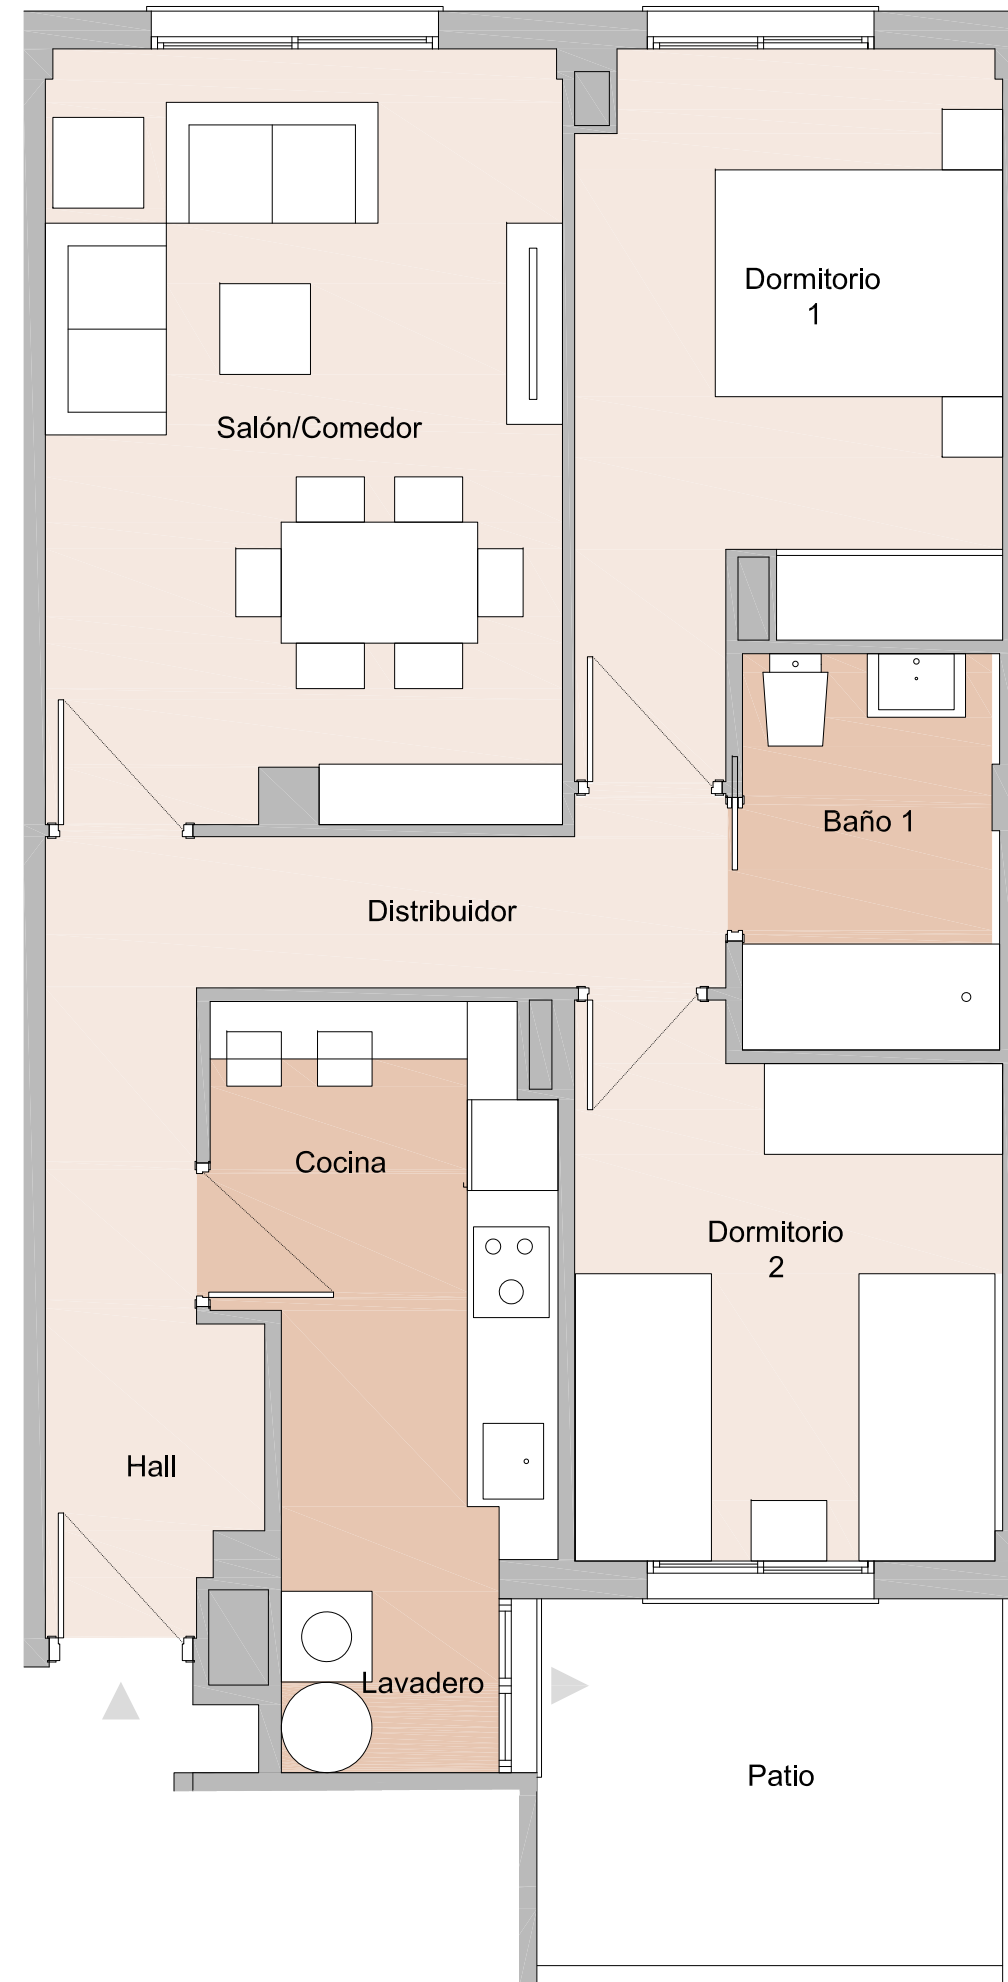 Dormitorio
1
Salón/Comedor
Baño 1
Distribuidor
Cocina
Dormitorio
2
Hall
Lavadero
Patio